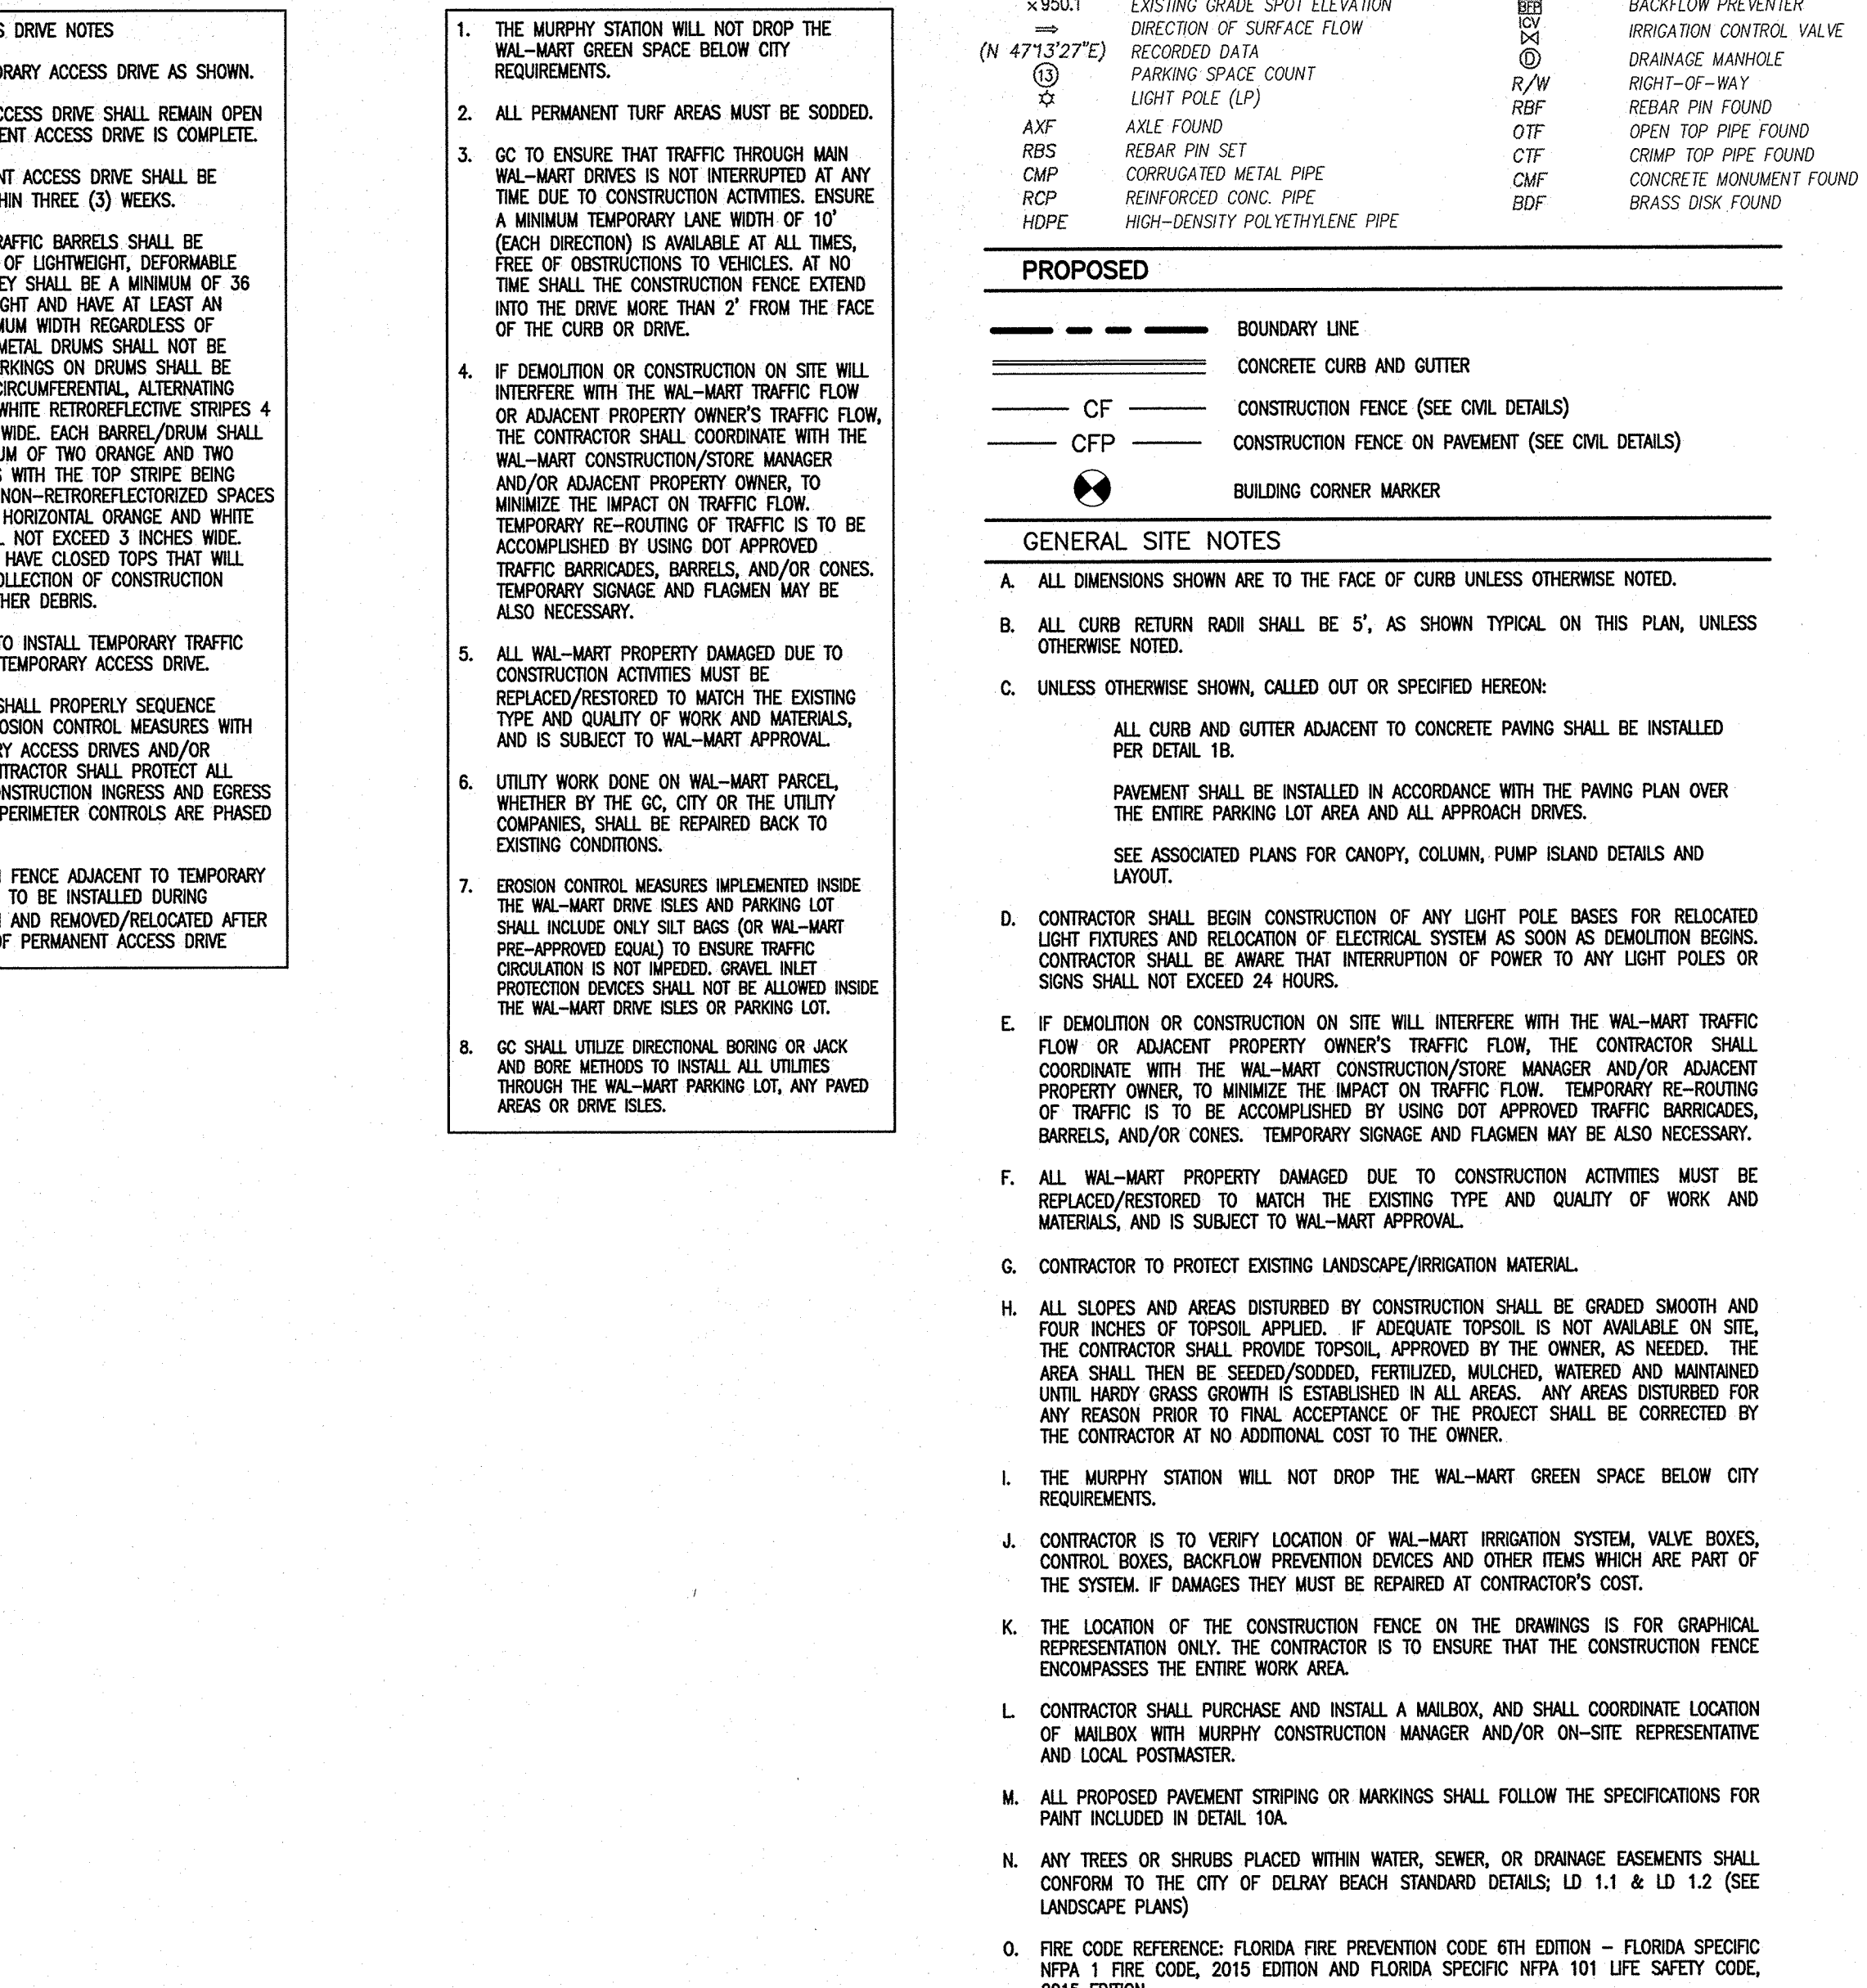 S DRIVE NOTES
ORARY ACCESS DRIVE AS SHOWN.
CCESS DRIVE SHALL REMAIN OPEN
ENT ACCESS DRIVE IS COMPLETE.
NT ACCESS DRIVE SHALL BE
HIN THREE (3) WEEKS.
RAFFIC BARRELS SHALL BE
OF LIGHTWEIGHT, DEFORMABLE
EY SHALL BE A MINIMUM OF 36
GHT AND HAVE AT LEAST AN
MUM WIDTH REGARDLESS OF
METAL DRUMS SHALL NOT BE
RKINGS ON DRUMS SHALL BE
CIRCUMFERENTIAL, ALTERNATING
WHITE RETROREFLECTIVE STRIPES 4
WIDE. EACH BARREL/DRUM SHALL
UM OF TWO ORANGE AND TWO
S WITH THE TOP STRIPE BEING
NON-RETROREFLECTORIZED SPACES
HORIZONTAL ORANGE AND WHITE
L NOT EXCEED 3 INCHES WIDE.
HAVE CLOSED TOPS THAT WILL
OLLECTION OF CONSTRUCTION
HER DEBRIS.
TO INSTALL TEMPORARY TRAFFIC
TEMPORARY ACCESS DRIVE.
SHALL PROPERLY SEQUENCE
OSION CONTROL MEASURES WITH
RY ACCESS DRIVES AND/OR
NTRACTOR SHALL PROTECT ALL
ONSTRUCTION INGRESS AND EGRESS
PERIMETER CONTROLS ARE PHASED
FENCE ADJACENT TO TEMPORARY
TO BE INSTALLED DURING
AND REMOVED/RELOCATED AFTER
OF PERMANENT ACCESS DRIVE
1. THE MURPHY STATION WILL NOT DROP THE
WAL-MART GREEN SPACE BELOW CITY
REQUIREMENTS.
2. ALL PERMANENT TURF AREAS MUST BE SODDED.
3. GC TO ENSURE THAT TRAFFIC THROUGH MAIN
WAL-MART DRIVES IS NOT INTERRUPTED AT ANY
TIME DUE TO CONSTRUCTION ACTIVITIES. ENSURE
A MINIMUM TEMPORARY LANE WIDTH OF 10'
(EACH DIRECTION) IS AVAILABLE AT ALL TIMES,
FREE OF OBSTRUCTIONS TO VEHICLES. AT NO
TIME SHALL THE CONSTRUCTION FENCE EXTEND
INTO THE DRIVE MORE THAN 2' FROM THE FACE
OF THE CURB OR DRIVE.
4. IF DEMOLITION OR CONSTRUCTION ON SITE WILL
INTERFERE WITH THE WAL-MART TRAFFIC FLOW
OR ADJACENT PROPERTY OWNER'S TRAFFIC FLOW,
THE CONTRACTOR SHALL COORDINATE WITH THE
WAL-MART CONSTRUCTION/STORE MANAGER
AND/OR ADJACENT PROPERTY OWNER, TO
MINIMIZE THE IMPACT ON TRAFFIC FLOW.
TEMPORARY RE-ROUTING OF TRAFFIC IS TO BE
ACCOMPLISHED BY USING DOT APPROVED
TRAFFIC BARRICADES, BARRELS, AND/OR CONES.
TEMPORARY SIGNAGE AND FLAGMEN MAY BE
ALSO NECESSARY.
5. ALL WAL-MART PROPERTY DAMAGED DUE TO
CONSTRUCTION ACTIVITIES MUST BE
REPLACED/RESTORED TO MATCH THE EXISTING
TYPE AND QUALITY OF WORK AND MATERIALS,
AND IS SUBJECT TO WAL-MART APPROVAL.
6. UTILITY WORK DONE ON WAL-MART PARCEL,
WHETHER BY THE GC, CITY OR THE UTILITY
COMPANIES, SHALL BE REPAIRED BACK TO
EXISTING CONDITIONS.
7. EROSION CONTROL MEASURES IMPLEMENTED INSIDE
THE WAL-MART DRIVE ISLES AND PARKING LOT
SHALL INCLUDE ONLY SILT BAGS (OR WAL-MART
PRE-APPROVED EQUAL) TO ENSURE TRAFFIC
CIRCULATION IS NOT IMPEDED. GRAVEL INLET
PROTECTION DEVICES SHALL NOT BE ALLOWED INSIDE
THE WAL-MART DRIVE ISLES OR PARKING LOT.
8. GC SHALL UTILIZE DIRECTIONAL BORING OR JACK
AND BORE METHODS TO INSTALL ALL UTILITIES
THROUGH THE WAL-MART PARKING LOT, ANY PAVED
AREAS OR DRIVE ISLES.
×950.1 EXISTING GRADE SPOT ELEVATION
⇒ DIRECTION OF SURFACE FLOW
(N 47°13'27"E) RECORDED DATA
13 PARKING SPACE COUNT
LIGHT POLE (LP)
AXF AXLE FOUND
RBS REBAR PIN SET
CMP CORRUGATED METAL PIPE
RCP REINFORCED CONC. PIPE
HDPE HIGH-DENSITY POLYETHYLENE PIPE
BFP BACKFLOW PREVENTER
ICV IRRIGATION CONTROL VALVE
D DRAINAGE MANHOLE
R/W RIGHT-OF-WAY
RBF REBAR PIN FOUND
OTF OPEN TOP PIPE FOUND
CTF CRIMP TOP PIPE FOUND
CMF CONCRETE MONUMENT FOUND
BDF BRASS DISK FOUND
PROPOSED
BOUNDARY LINE
CONCRETE CURB AND GUTTER
CF CONSTRUCTION FENCE (SEE CIVIL DETAILS)
CFP CONSTRUCTION FENCE ON PAVEMENT (SEE CIVIL DETAILS)
BUILDING CORNER MARKER
GENERAL SITE NOTES
A. ALL DIMENSIONS SHOWN ARE TO THE FACE OF CURB UNLESS OTHERWISE NOTED.
B. ALL CURB RETURN RADII SHALL BE 5', AS SHOWN TYPICAL ON THIS PLAN, UNLESS
OTHERWISE NOTED.
C. UNLESS OTHERWISE SHOWN, CALLED OUT OR SPECIFIED HEREON:
ALL CURB AND GUTTER ADJACENT TO CONCRETE PAVING SHALL BE INSTALLED
PER DETAIL 1B.
PAVEMENT SHALL BE INSTALLED IN ACCORDANCE WITH THE PAVING PLAN OVER
THE ENTIRE PARKING LOT AREA AND ALL APPROACH DRIVES.
SEE ASSOCIATED PLANS FOR CANOPY, COLUMN, PUMP ISLAND DETAILS AND
LAYOUT.
D. CONTRACTOR SHALL BEGIN CONSTRUCTION OF ANY LIGHT POLE BASES FOR RELOCATED
LIGHT FIXTURES AND RELOCATION OF ELECTRICAL SYSTEM AS SOON AS DEMOLITION BEGINS.
CONTRACTOR SHALL BE AWARE THAT INTERRUPTION OF POWER TO ANY LIGHT POLES OR
SIGNS SHALL NOT EXCEED 24 HOURS.
E. IF DEMOLITION OR CONSTRUCTION ON SITE WILL INTERFERE WITH THE WAL-MART TRAFFIC
FLOW OR ADJACENT PROPERTY OWNER'S TRAFFIC FLOW, THE CONTRACTOR SHALL
COORDINATE WITH THE WAL-MART CONSTRUCTION/STORE MANAGER AND/OR ADJACENT
PROPERTY OWNER, TO MINIMIZE THE IMPACT ON TRAFFIC FLOW. TEMPORARY RE-ROUTING
OF TRAFFIC IS TO BE ACCOMPLISHED BY USING DOT APPROVED TRAFFIC BARRICADES,
BARRELS, AND/OR CONES. TEMPORARY SIGNAGE AND FLAGMEN MAY BE ALSO NECESSARY.
F. ALL WAL-MART PROPERTY DAMAGED DUE TO CONSTRUCTION ACTIVITIES MUST BE
REPLACED/RESTORED TO MATCH THE EXISTING TYPE AND QUALITY OF WORK AND
MATERIALS, AND IS SUBJECT TO WAL-MART APPROVAL.
G. CONTRACTOR TO PROTECT EXISTING LANDSCAPE/IRRIGATION MATERIAL.
H. ALL SLOPES AND AREAS DISTURBED BY CONSTRUCTION SHALL BE GRADED SMOOTH AND
FOUR INCHES OF TOPSOIL APPLIED. IF ADEQUATE TOPSOIL IS NOT AVAILABLE ON SITE,
THE CONTRACTOR SHALL PROVIDE TOPSOIL, APPROVED BY THE OWNER, AS NEEDED. THE
AREA SHALL THEN BE SEEDED/SODDED, FERTILIZED, MULCHED, WATERED AND MAINTAINED
UNTIL HARDY GRASS GROWTH IS ESTABLISHED IN ALL AREAS. ANY AREAS DISTURBED FOR
ANY REASON PRIOR TO FINAL ACCEPTANCE OF THE PROJECT SHALL BE CORRECTED BY
THE CONTRACTOR AT NO ADDITIONAL COST TO THE OWNER.
I. THE MURPHY STATION WILL NOT DROP THE WAL-MART GREEN SPACE BELOW CITY
REQUIREMENTS.
J. CONTRACTOR IS TO VERIFY LOCATION OF WAL-MART IRRIGATION SYSTEM, VALVE BOXES,
CONTROL BOXES, BACKFLOW PREVENTION DEVICES AND OTHER ITEMS WHICH ARE PART OF
THE SYSTEM. IF DAMAGES THEY MUST BE REPAIRED AT CONTRACTOR'S COST.
K. THE LOCATION OF THE CONSTRUCTION FENCE ON THE DRAWINGS IS FOR GRAPHICAL
REPRESENTATION ONLY. THE CONTRACTOR IS TO ENSURE THAT THE CONSTRUCTION FENCE
ENCOMPASSES THE ENTIRE WORK AREA.
L. CONTRACTOR SHALL PURCHASE AND INSTALL A MAILBOX, AND SHALL COORDINATE LOCATION
OF MAILBOX WITH MURPHY CONSTRUCTION MANAGER AND/OR ON-SITE REPRESENTATIVE
AND LOCAL POSTMASTER.
M. ALL PROPOSED PAVEMENT STRIPING OR MARKINGS SHALL FOLLOW THE SPECIFICATIONS FOR
PAINT INCLUDED IN DETAIL 10A.
N. ANY TREES OR SHRUBS PLACED WITHIN WATER, SEWER, OR DRAINAGE EASEMENTS SHALL
CONFORM TO THE CITY OF DELRAY BEACH STANDARD DETAILS; LD 1.1 & LD 1.2 (SEE
LANDSCAPE PLANS)
O. FIRE CODE REFERENCE: FLORIDA FIRE PREVENTION CODE 6TH EDITION – FLORIDA SPECIFIC
NFPA 1 FIRE CODE, 2015 EDITION AND FLORIDA SPECIFIC NFPA 101 LIFE SAFETY CODE,
2015 EDITION